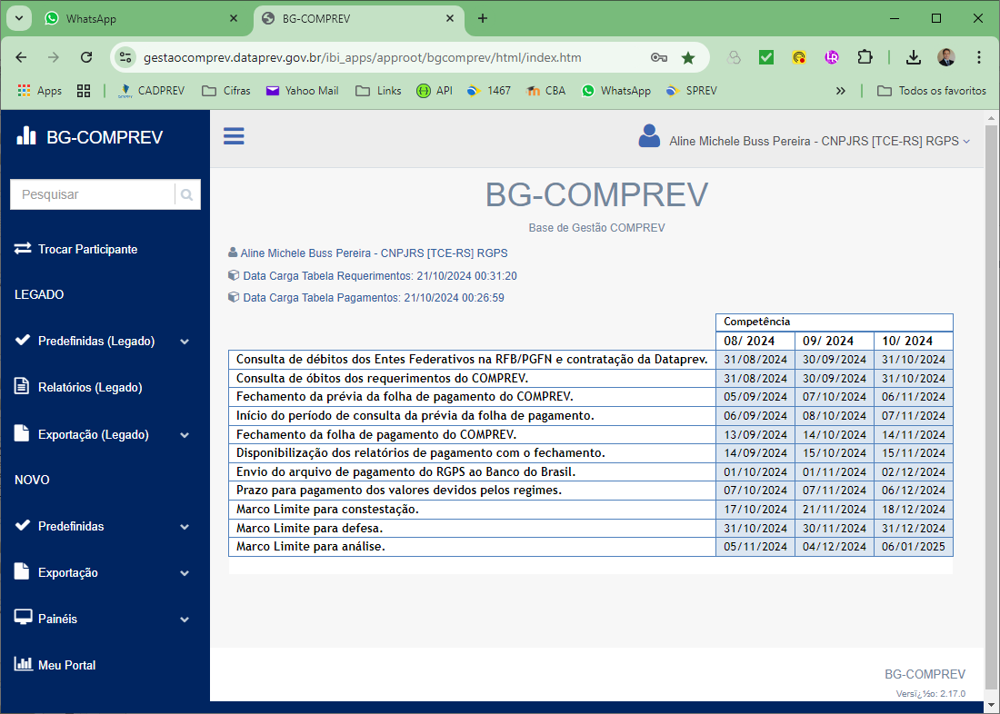 WhatsApp
BG-COMPREV
gestaocomprev.dataprev.gov.br/ibi_apps/approot/bgcomprev/html/index.htm
Apps
CADPREV
Cifras
Yahoo Mail
Links
API
1467
CBA
WhatsApp
SPREV
Todos os favoritos
BG-COMPREV
Aline Michele Buss Pereira - CNPJRS [TCE-RS] RGPS
Pesquisar
Trocar Participante
LEGADO
Predefinidas (Legado)
Relatórios (Legado)
Exportação (Legado)
NOVO
Predefinidas
Exportação
Painéis
Meu Portal
BG-COMPREV
Base de Gestão COMPREV
Aline Michele Buss Pereira - CNPJRS [TCE-RS] RGPS
Data Carga Tabela Requerimentos: 21/10/2024 00:31:20
Data Carga Tabela Pagamentos: 21/10/2024 00:26:59
Competência
08/ 2024 09/ 2024 10/ 2024
Consulta de débitos dos Entes Federativos na RFB/PGFN e contratação da Dataprev. 31/08/2024 30/09/2024 31/10/2024
Consulta de óbitos dos requerimentos do COMPREV. 31/08/2024 30/09/2024 31/10/2024
Fechamento da prévia da folha de pagamento do COMPREV. 05/09/2024 07/10/2024 06/11/2024
Início do período de consulta da prévia da folha de pagamento. 06/09/2024 08/10/2024 07/11/2024
Fechamento da folha de pagamento do COMPREV. 13/09/2024 14/10/2024 14/11/2024
Disponibilização dos relatórios de pagamento com o fechamento. 14/09/2024 15/10/2024 15/11/2024
Envio do arquivo de pagamento do RGPS ao Banco do Brasil. 01/10/2024 01/11/2024 02/12/2024
Prazo para pagamento dos valores devidos pelos regimes. 07/10/2024 07/11/2024 06/12/2024
Marco Limite para constestação. 17/10/2024 21/11/2024 18/12/2024
Marco Limite para defesa. 31/10/2024 30/11/2024 31/12/2024
Marco Limite para análise. 05/11/2024 04/12/2024 06/01/2025
BG-COMPREV
Versï¿½o: 2.17.0